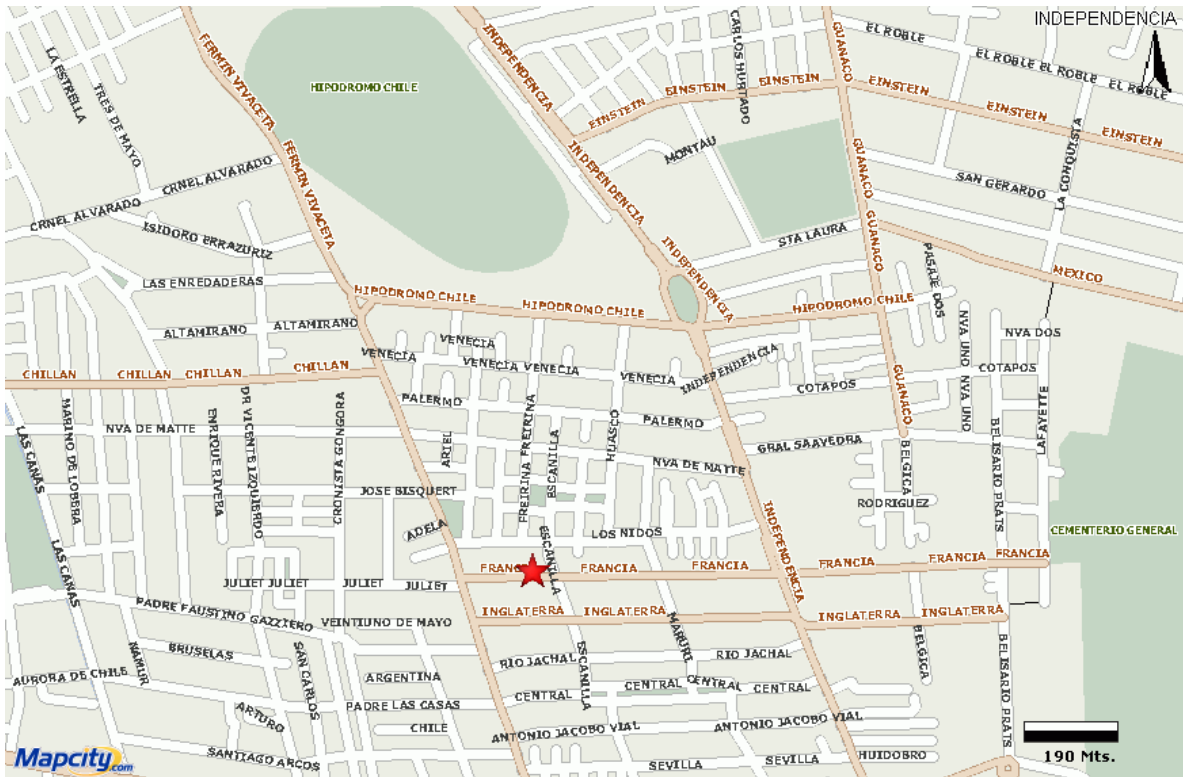 INDEPENDENCIA
EL ROBLE
EL ROBLE EL ROBLE
EL ROBLE
LA ESTRELLA
TRES DE MAYO
FERMIN VIVACETA
FERMIN VIVACETA
HIPODROMO CHILE
INDEPENDENCIA
INDEPENDENCIA
INDEPENDENCIA
CARLOS HURTADO
GUANACO
GUANACO
GUANACO
EINSTEIN
EINSTEIN
EINSTEIN
EINSTEIN
EINSTEIN
EINSTEIN
MONTAU
LA CONQUISTA
SAN GERARDO
CRNEL ALVARADO
CRNEL ALVARADO
ISIDORO ERRAZURIZ
STA LAURA
MEXICO
PASAJE DOS
LAS ENREDADERAS
HIPODROMO CHILE
HIPODROMO CHILE
HIPODROMO CHILE
ALTAMIRANO
ALTAMIRANO
NVA UNO
NVA UNO
NVA DOS
VENECIA
VENECIA
VENECIA VENECIA
VENECIA
INDEPENDENCIA
COTAPOS
COTAPOS
GUANACO
CHILLAN
CHILLAN
CHILLAN
CHILLAN
PALERMO
PALERMO
MARINO DE LOBERA
NVA DE MATTE
ENRIQUE RIVERA
DR VICENTE IZQUIERDO
CRONISTA GONGORA
ARIEL
FREIRINA FREIRINA
ESCANILLA
HUASCO
NVA DE MATTE
GRAL SAAVEDRA
BELGICA
BELISARIO PRATS
LAFAYETTE
LAS CAÑAS
JOSE BISQUERT
ADELA
RODRIGUEZ
INDEPENDENCIA
CEMENTERIO GENERAL
LOS NIDOS
ESCANILLA
LAS CAÑAS
FRANCIA
FRANCIA
FRANCIA
FRANCIA
FRANCIA
JULIET JULIET
JULIET
JULIET
PADRE FAUSTINO GAZZIERO
VEINTIUNO DE MAYO
INGLATERRA
INGLATERRA
INGLATERRA
INGLATERRA
NAMUR
BRUSELAS
SAN CARLOS
MARURI
BELGICA
BELISARIO PRATS
RIO JACHAL
RIO JACHAL
ESCANILLA
AURORA DE CHILE
ARGENTINA
CENTRAL
CENTRAL CENTRAL
CENTRAL
ARTURO
PADRE LAS CASAS
CHILE
ANTONIO JACOBO VIAL
ANTONIO JACOBO VIAL
SANTIAGO ARCOS
SEVILLA
SEVILLA
HUIDOBRO
190 Mts.
Mapcity.com